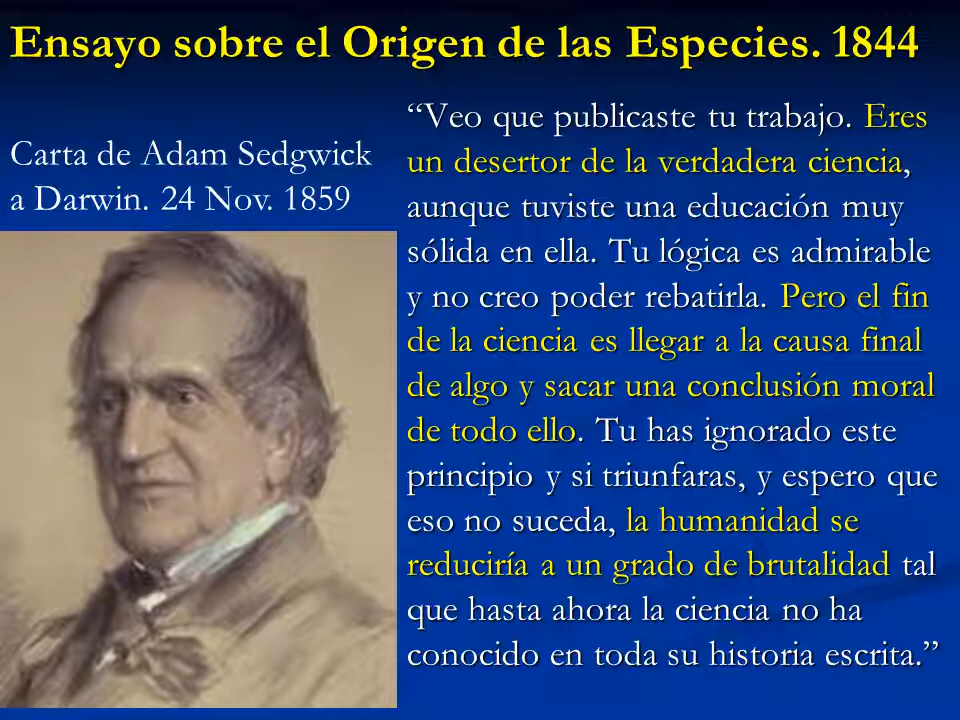 Ensayo sobre el Origen de las Especies. 1844
Carta de Adam Sedgwick
a Darwin. 24 Nov. 1859
“Veo que publicaste tu trabajo. Eres
un desertor de la verdadera ciencia,
aunque tuviste una educación muy
sólida en ella. Tu lógica es admirable
y no creo poder rebatirla. Pero el fin
de la ciencia es llegar a la causa final
de algo y sacar una conclusión moral
de todo ello. Tu has ignorado este
principio y si triunfaras, y espero que
eso no suceda, la humanidad se
reduciría a un grado de brutalidad tal
que hasta ahora la ciencia no ha
conocido en toda su historia escrita.”